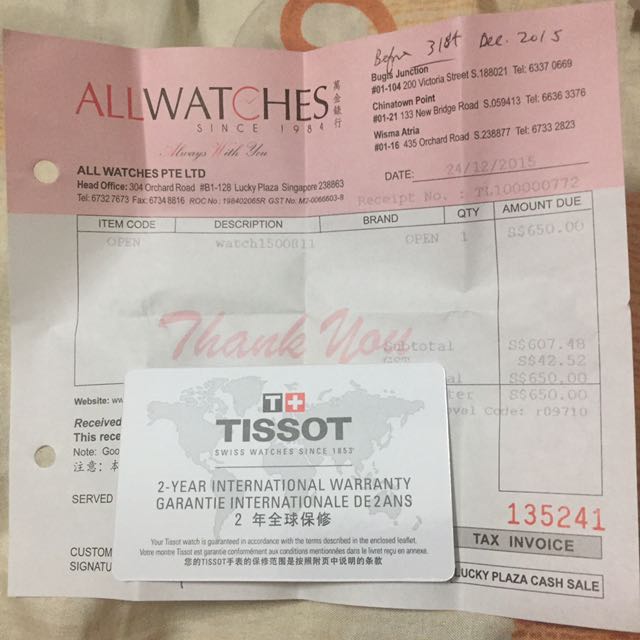 Before 31st Dec. 2015
ALLWATCHES
SINCE 1984
萬金錶行
Always With You
Bugis Junction
#01-104 200 Victoria Street S.188021 Tel: 6337 0669
Chinatown Point
#01-21 133 New Bridge Road S.059413 Tel: 6636 3376
Wisma Atria
#01-16 435 Orchard Road S.238877 Tel: 6733 2823
ALL WATCHES PTE LTD
Head Office: 304 Orchard Road #B1-128 Lucky Plaza Singapore 238863
Tel: 6732 7673 Fax: 6734 8816 ROC No.: 198402065R GST No: M2-0066603-8
DATE: 24/12/2015
Receipt No. : TL100000772
ITEM CODE DESCRIPTION BRAND QTY AMOUNT DUE
OPEN watch1500811 OPEN 1 S$650.00
Thank You
Subtotal S$607.48
GST S$42.52
al S$650.00
ter S$650.00
oval Code: r09710
Website: ww
Received
This rece
Note: Goo
注意: 本
SERVED
CUSTOM
SIGNATU
135241
TAX INVOICE
LUCKY PLAZA CASH SALE
T+
TISSOT
SWISS WATCHES SINCE 1853
2-YEAR INTERNATIONAL WARRANTY
GARANTIE INTERNATIONALE DE 2 ANS
2 年全球保修
Your Tissot watch is guaranteed in accordance with the terms described in the enclosed leaflet.
Votre montre Tissot est garantie conformément aux conditions mentionnées dans le livret reçu en annexe.
您的TISSOT手表的保修范围是按照附页中说明的条款